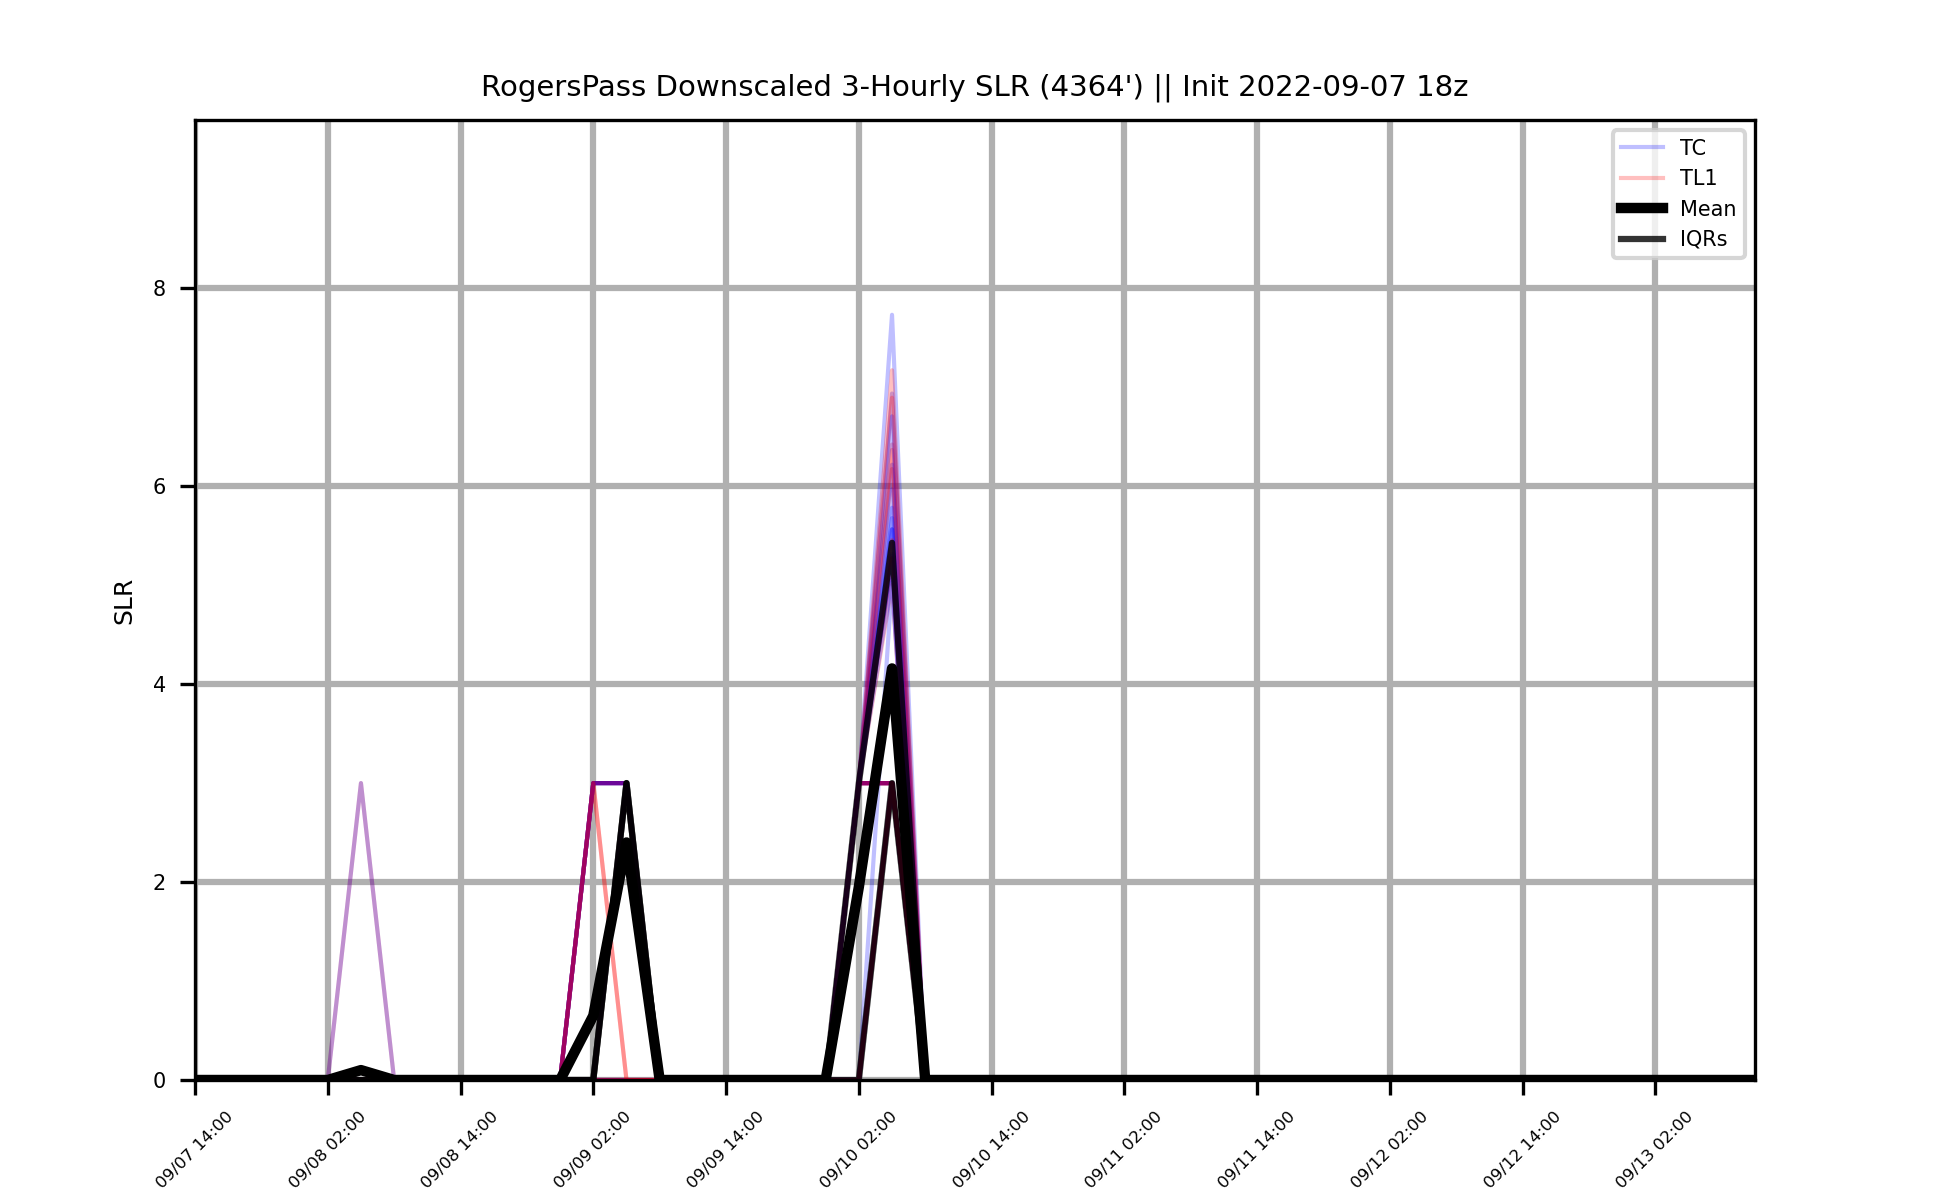 RogersPass Downscaled 3-Hourly SLR (4364') || Init 2022-09-07 18z
TC
TL1
Mean
IQRs
SLR
8
6
4
2
0
09/07 14:00
09/08 02:00
09/08 14:00
09/09 02:00
09/09 14:00
09/10 02:00
09/10 14:00
09/11 02:00
09/11 14:00
09/12 02:00
09/12 14:00
09/13 02:00